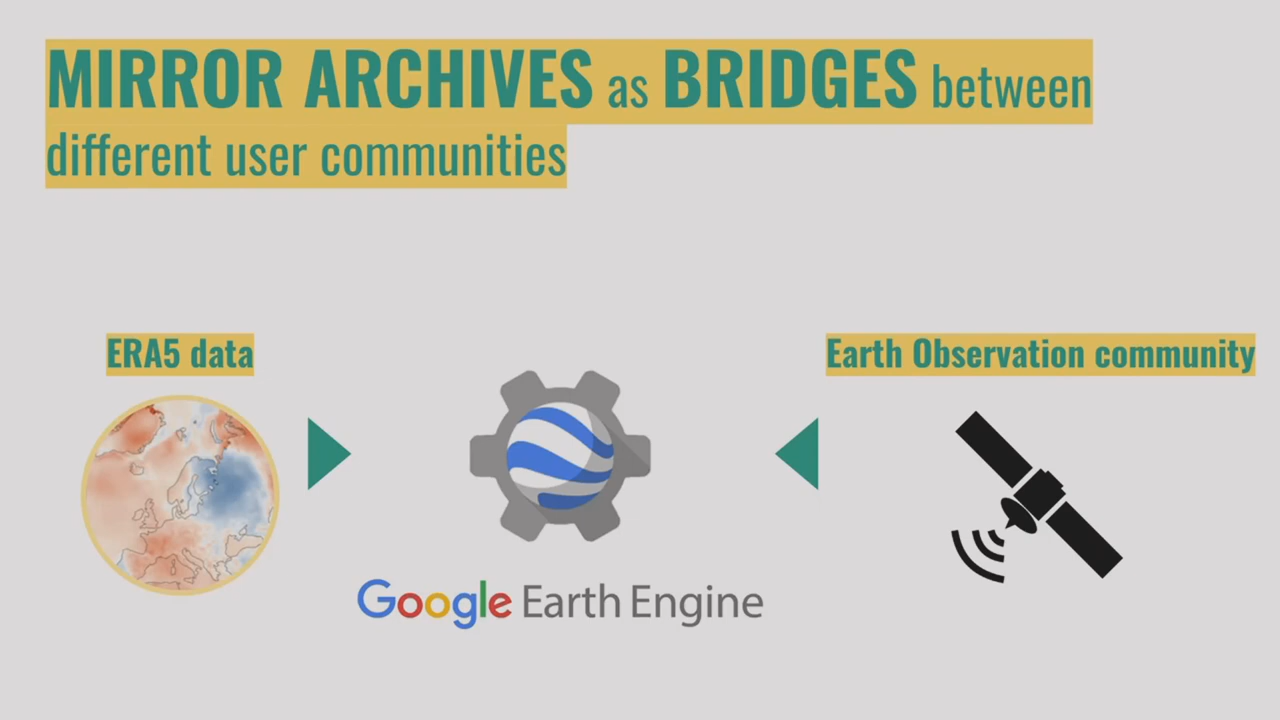 MIRROR ARCHIVES as BRIDGES between
different user communities
ERA5 data
Earth Observation community
Google Earth Engine